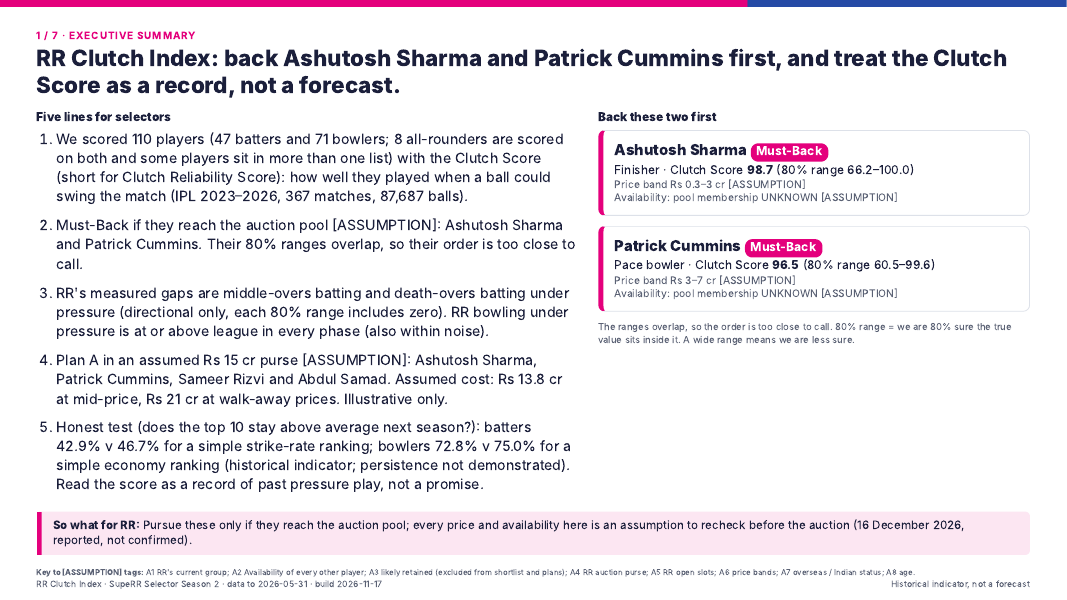 1 / 7 · EXECUTIVE SUMMARY
RR Clutch Index: back Ashutosh Sharma and Patrick Cummins first, and treat the Clutch
Score as a record, not a forecast.
Five lines for selectors
1. We scored 110 players (47 batters and 71 bowlers; 8 all-rounders are scored
on both and some players sit in more than one list) with the Clutch Score
(short for Clutch Reliability Score): how well they played when a ball could
swing the match (IPL 2023–2026, 367 matches, 87,687 balls).
2. Must-Back if they reach the auction pool [ASSUMPTION]: Ashutosh Sharma
and Patrick Cummins. Their 80% ranges overlap, so their order is too close to
call.
3. RR's measured gaps are middle-overs batting and death-overs batting under
pressure (directional only, each 80% range includes zero). RR bowling under
pressure is at or above league in every phase (also within noise).
4. Plan A in an assumed Rs 15 cr purse [ASSUMPTION]: Ashutosh Sharma,
Patrick Cummins, Sameer Rizvi and Abdul Samad. Assumed cost: Rs 13.8 cr
at mid-price, Rs 21 cr at walk-away prices. Illustrative only.
5. Honest test (does the top 10 stay above average next season?): batters
42.9% v 46.7% for a simple strike-rate ranking; bowlers 72.8% v 75.0% for a
simple economy ranking (historical indicator; persistence not demonstrated).
Read the score as a record of past pressure play, not a promise.
Back these two first
Ashutosh Sharma Must-Back
Finisher · Clutch Score 98.7 (80% range 66.2–100.0)
Price band Rs 0.3–3 cr [ASSUMPTION]
Availability: pool membership UNKNOWN [ASSUMPTION]
Patrick Cummins Must-Back
Pace bowler · Clutch Score 96.5 (80% range 60.5–99.6)
Price band Rs 3–7 cr [ASSUMPTION]
Availability: pool membership UNKNOWN [ASSUMPTION]
The ranges overlap, so the order is too close to call. 80% range = we are 80% sure the true
value sits inside it. A wide range means we are less sure.
So what for RR: Pursue these only if they reach the auction pool; every price and availability here is an assumption to recheck before the auction (16 December 2026,
reported, not confirmed).
Key to [ASSUMPTION] tags: A1 RR's current group; A2 Availability of every other player; A3 likely retained (excluded from shortlist and plans); A4 RR auction purse; A5 RR open slots; A6 price bands; A7 overseas / Indian status; A8 age.
RR Clutch Index · SupeRR Selector Season 2 · data to 2026-05-31 · build 2026-11-17
Historical indicator, not a forecast